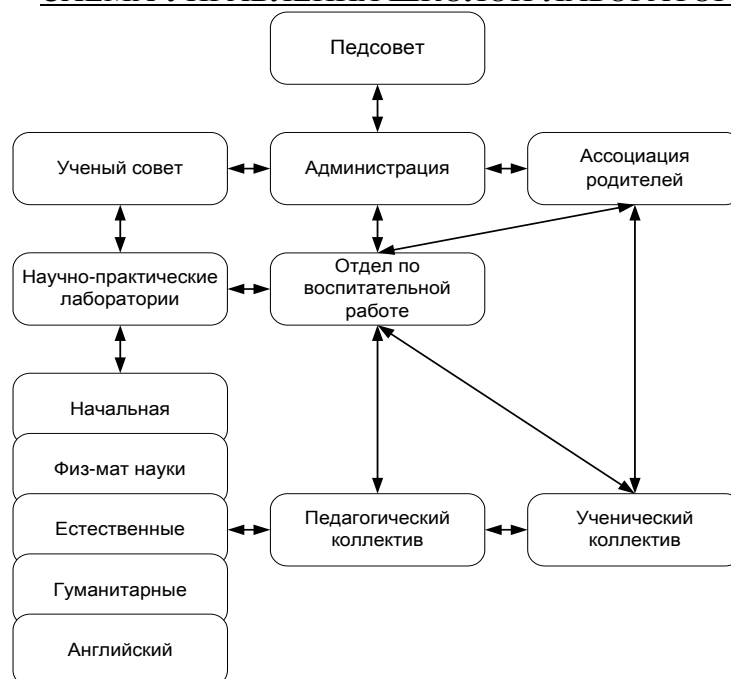 Педсовет
Ученый совет
Администрация
Ассоциация
родителей
Научно-практические
лаборатории
Отдел по
воспитательной
работе
Начальная
Физ-мат науки
Естественные
Педагогический
коллектив
Ученический
коллектив
Гуманитарные
Английский